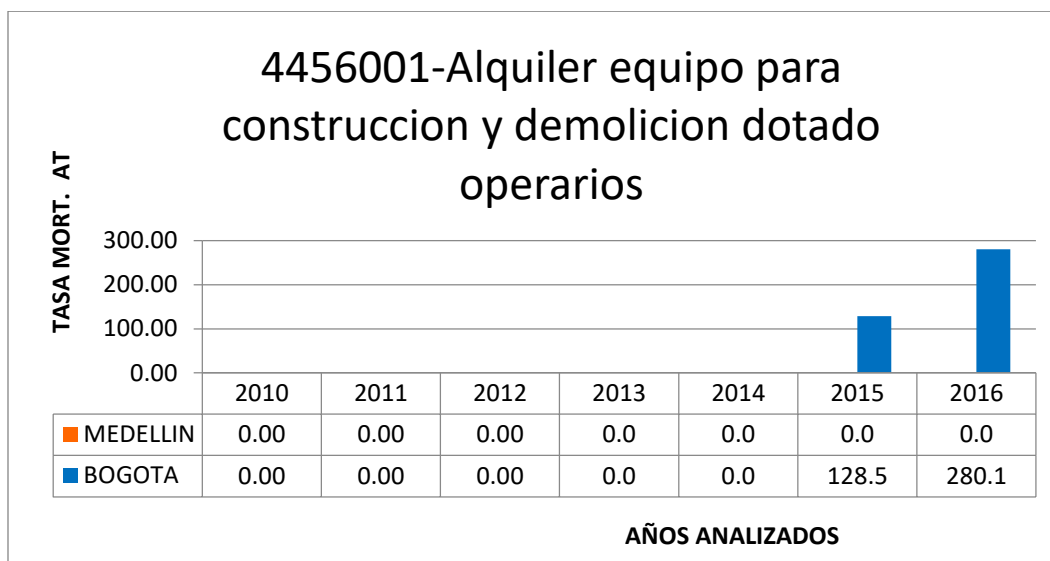 4456001-Alquiler equipo para
construccion y demolicion dotado
operarios
TASA MORT. AT
300.00
200.00
100.00
0.00
2010 2011 2012 2013 2014 2015 2016
MEDELLIN 0.00 0.00 0.00 0.0 0.0 0.0 0.0
BOGOTA 0.00 0.00 0.00 0.0 0.0 128.5 280.1
AÑOS ANALIZADOS